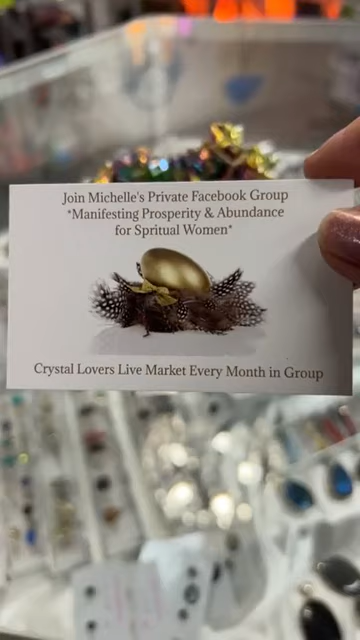 Join Michelle's Private Facebook Group
*Manifesting Prosperity & Abundance
for Spritual Women*
Crystal Lovers Live Market Every Month in Group